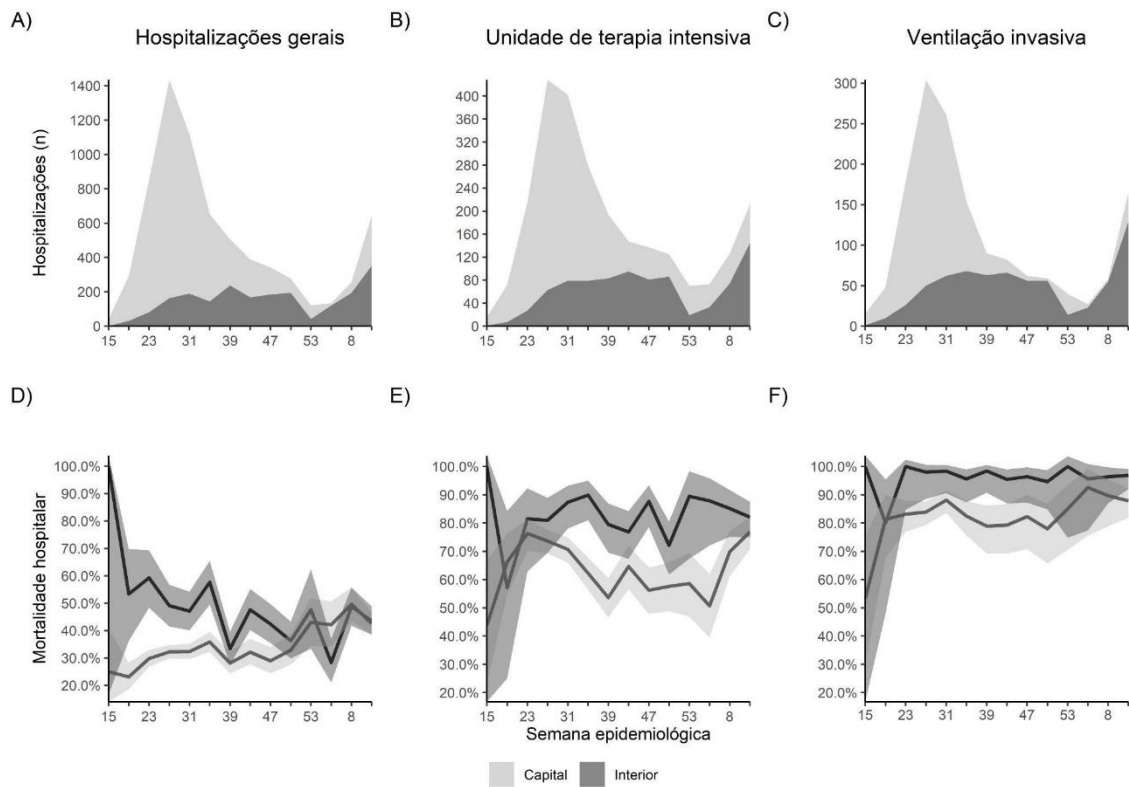 A)
Hospitalizações gerais
B)
Unidade de terapia intensiva
C)
Ventilação invasiva
Hospitalizações (n)
1400
1200
1000
800
600
400
200
0
15 23 31 39 47 53 8
400
360
320
280
240
200
160
120
80
40
0
15 23 31 39 47 53 8
300
250
200
150
100
50
0
15 23 31 39 47 53 8
D)
E)
F)
Mortalidade hospitalar
100.0%
90.0%
80.0%
70.0%
60.0%
50.0%
40.0%
30.0%
20.0%
15 23 31 39 47 53 8
100.0%
90.0%
80.0%
70.0%
60.0%
50.0%
40.0%
30.0%
20.0%
15 23 31 39 47 53 8
100.0%
90.0%
80.0%
70.0%
60.0%
50.0%
40.0%
30.0%
20.0%
15 23 31 39 47 53 8
Semana epidemiológica
Capital Interior